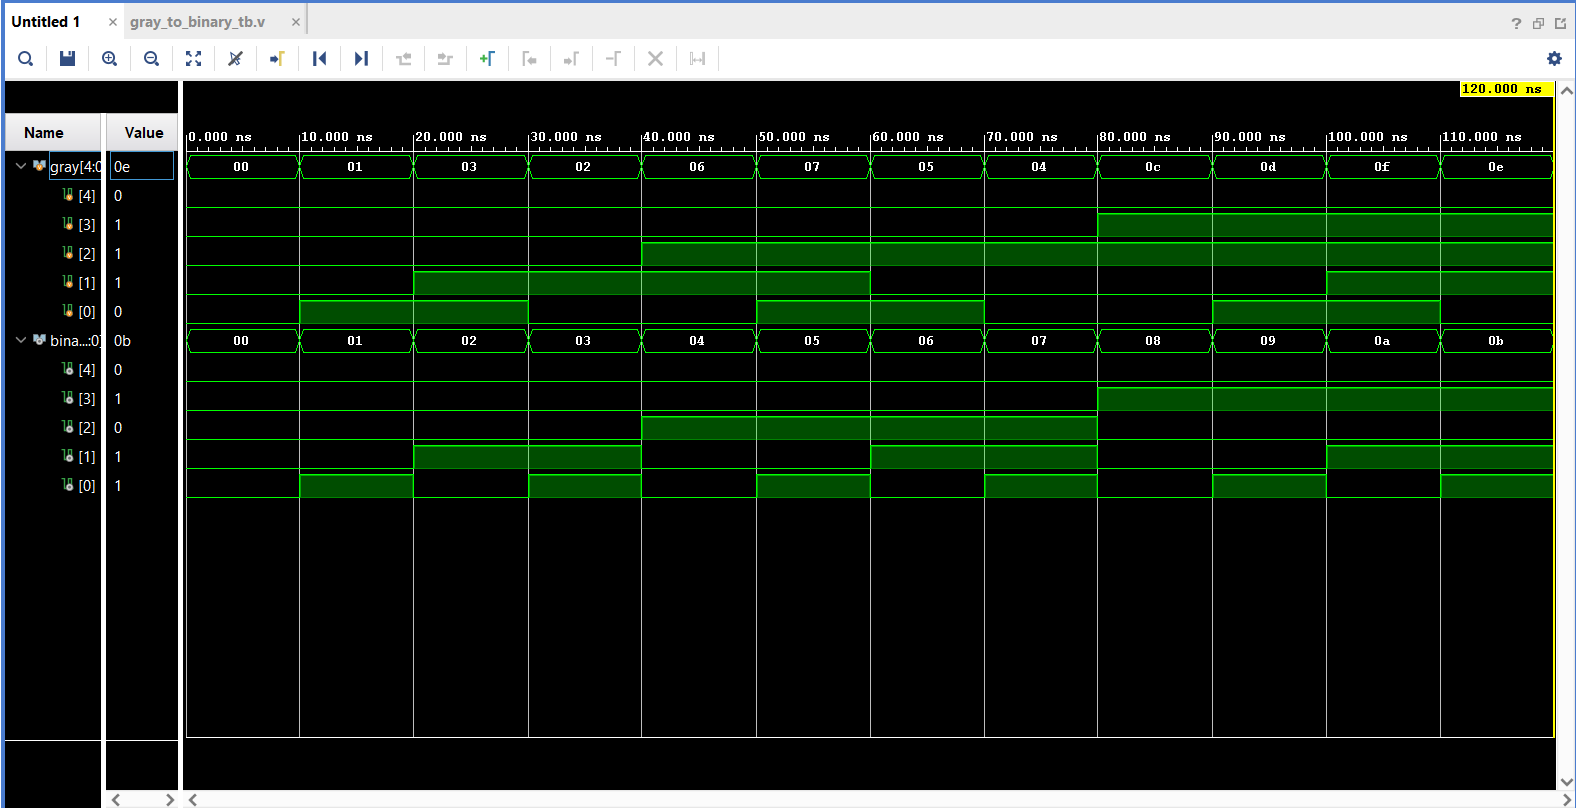 Untitled 1 × gray_to_binary_tb.v ×
?
120.000 ns
Name Value
0.000 ns 10.000 ns 20.000 ns 30.000 ns 40.000 ns 50.000 ns 60.000 ns 70.000 ns 80.000 ns 90.000 ns 100.000 ns 110.000 ns
gray[4:0 0e 00 01 03 02 06 07 05 04 0c 0d 0f 0e
[4] 0
[3] 1
[2] 1
[1] 1
[0] 0
bina...:0] 0b 00 01 02 03 04 05 06 07 08 09 0a 0b
[4] 0
[3] 1
[2] 0
[1] 1
[0] 1